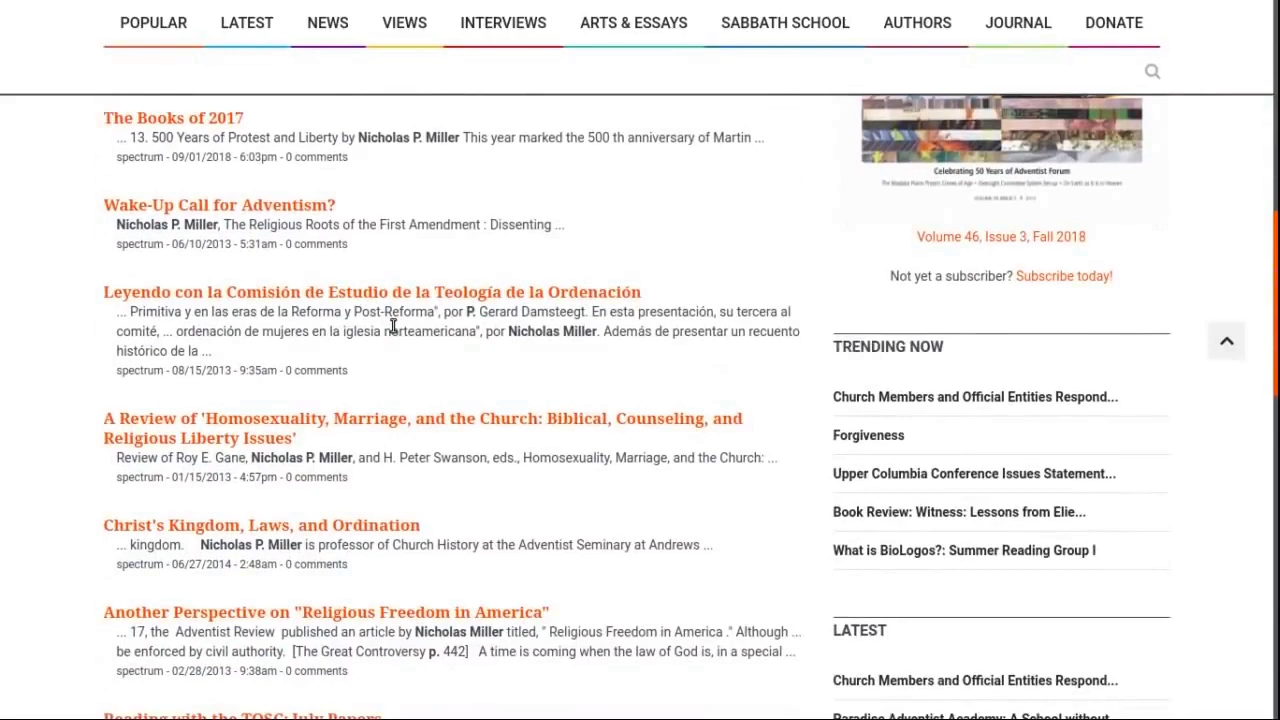 POPULAR LATEST NEWS VIEWS INTERVIEWS ARTS & ESSAYS SABBATH SCHOOL AUTHORS JOURNAL DONATE
The Books of 2017
... 13. 500 Years of Protest and Liberty by Nicholas P. Miller This year marked the 500 th anniversary of Martin ...
spectrum - 09/01/2018 - 6:03pm - 0 comments
Wake-Up Call for Adventism?
Nicholas P. Miller, The Religious Roots of the First Amendment : Dissenting ...
spectrum - 06/10/2013 - 5:31am - 0 comments
Leyendo con la Comisión de Estudio de la Teología de la Ordenación
... Primitiva y en las eras de la Reforma y Post-Reforma", por P. Gerard Damsteegt. En esta presentación, su tercera al
comité, ... ordenación de mujeres en la iglesia norteamericana", por Nicholas Miller. Además de presentar un recuento
histórico de la ...
spectrum - 08/15/2013 - 9:35am - 0 comments
A Review of 'Homosexuality, Marriage, and the Church: Biblical, Counseling, and
Religious Liberty Issues'
Review of Roy E. Gane, Nicholas P. Miller, and H. Peter Swanson, eds., Homosexuality, Marriage, and the Church: ...
spectrum - 01/15/2013 - 4:57pm - 0 comments
Christ's Kingdom, Laws, and Ordination
... kingdom. Nicholas P. Miller is professor of Church History at the Adventist Seminary at Andrews ...
spectrum - 06/27/2014 - 2:48am - 0 comments
Another Perspective on "Religious Freedom in America"
... 17, the Adventist Review published an article by Nicholas Miller titled, " Religious Freedom in America ." Although ...
be enforced by civil authority. [The Great Controversy p. 442] A time is coming when the law of God is, in a special ...
spectrum - 02/28/2013 - 9:38am - 0 comments
Reading with the TOSC: July Papers
Celebrating 50 Years of Adventist Forum
Volume 46, Issue 3, Fall 2018
Not yet a subscriber? Subscribe today!
TRENDING NOW
Church Members and Official Entities Respond...
Forgiveness
Upper Columbia Conference Issues Statement...
Book Review: Witness: Lessons from Elie...
What is BioLogos?: Summer Reading Group I
LATEST
Church Members and Official Entities Respond...
Paradise Adventist Academy: A School without